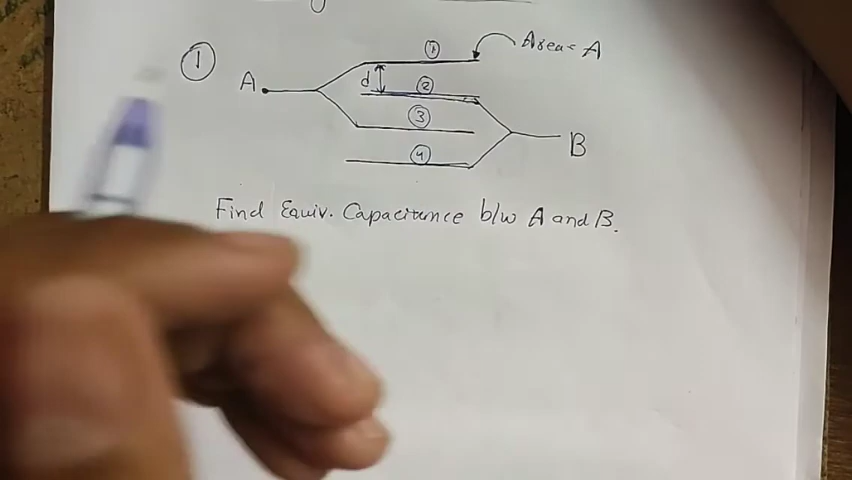 ① Area = A
①
A d ②
③
B
④
Find Equiv. Capacitance b/w A and B.